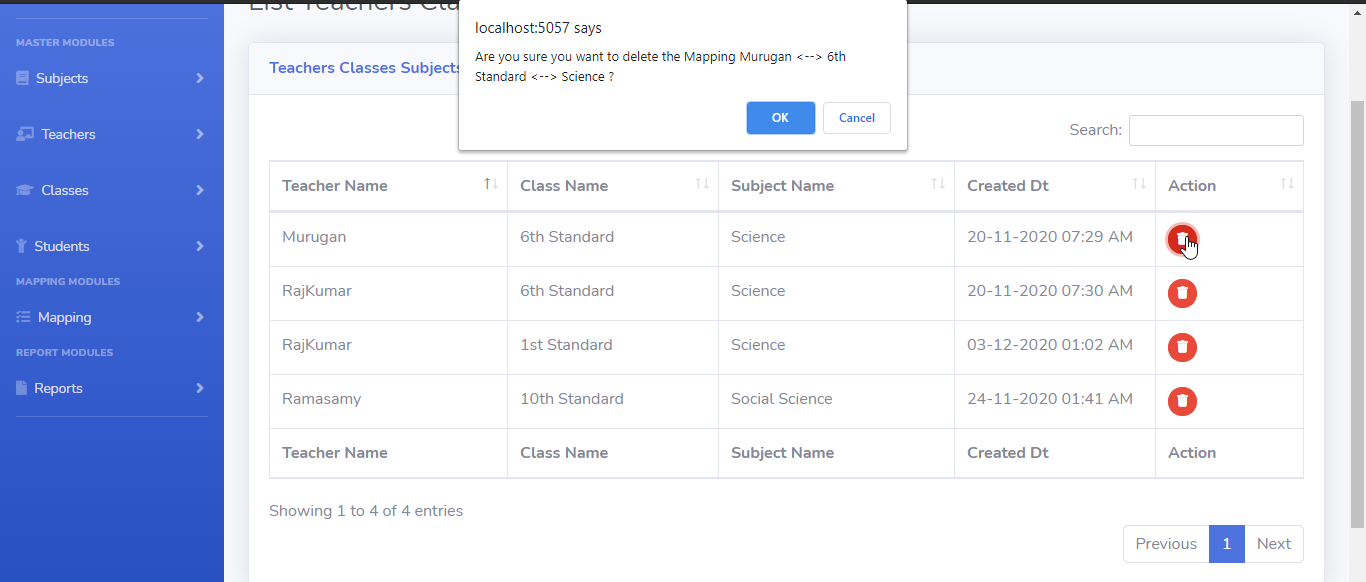 List Teachers Cla
localhost:5057 says
Are you sure you want to delete the Mapping Murugan <--> 6th
Standard <--> Science ?
OK Cancel
MASTER MODULES
Subjects
Teachers
Classes
Students
MAPPING MODULES
Mapping
REPORT MODULES
Reports
Teachers Classes Subjects
Search:
Teacher Name Class Name Subject Name Created Dt Action
Murugan 6th Standard Science 20-11-2020 07:29 AM
RajKumar 6th Standard Science 20-11-2020 07:30 AM
RajKumar 1st Standard Science 03-12-2020 01:02 AM
Ramasamy 10th Standard Social Science 24-11-2020 01:41 AM
Teacher Name Class Name Subject Name Created Dt Action
Showing 1 to 4 of 4 entries
Previous 1 Next